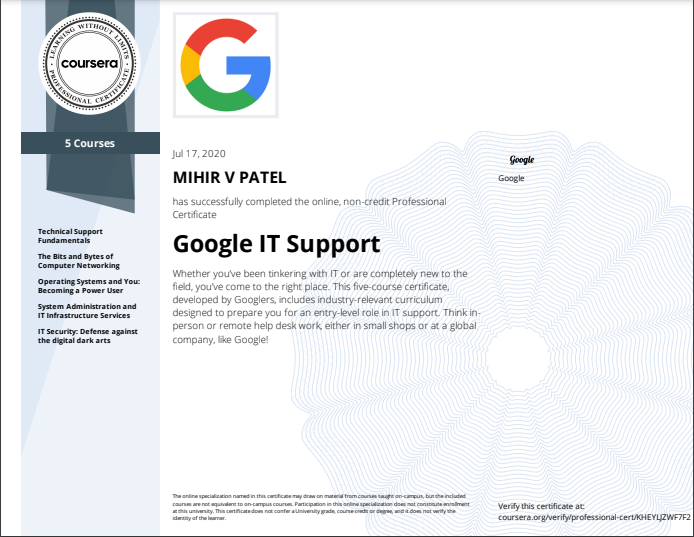 LEARNING WITHOUT LIMITS
coursera
PROFESSIONAL CERTIFICATE
5 Courses
Technical Support
Fundamentals
The Bits and Bytes of
Computer Networking
Operating Systems and You:
Becoming a Power User
System Administration and
IT Infrastructure Services
IT Security: Defense against
the digital dark arts
G
Jul 17, 2020
MIHIR V PATEL
has successfully completed the online, non-credit Professional
Certificate
Google IT Support
Whether you've been tinkering with IT or are completely new to the
field, you've come to the right place. This five-course certificate,
developed by Googlers, includes industry-relevant curriculum
designed to prepare you for an entry-level role in IT support. Think in-
person or remote help desk work, either in small shops or at a global
company, like Google!
Google
Google
The online specialization named in this certificate may draw on material from courses taught on-campus, but the included
courses are not equivalent to on-campus courses. Participation in this online specialization does not constitute enrollment
at this university. This certificate does not confer a University grade, course credit or degree, and it does not verify the
identity of the learner.
Verify this certificate at:
coursera.org/verify/professional-cert/KHEYLJZWF7F2